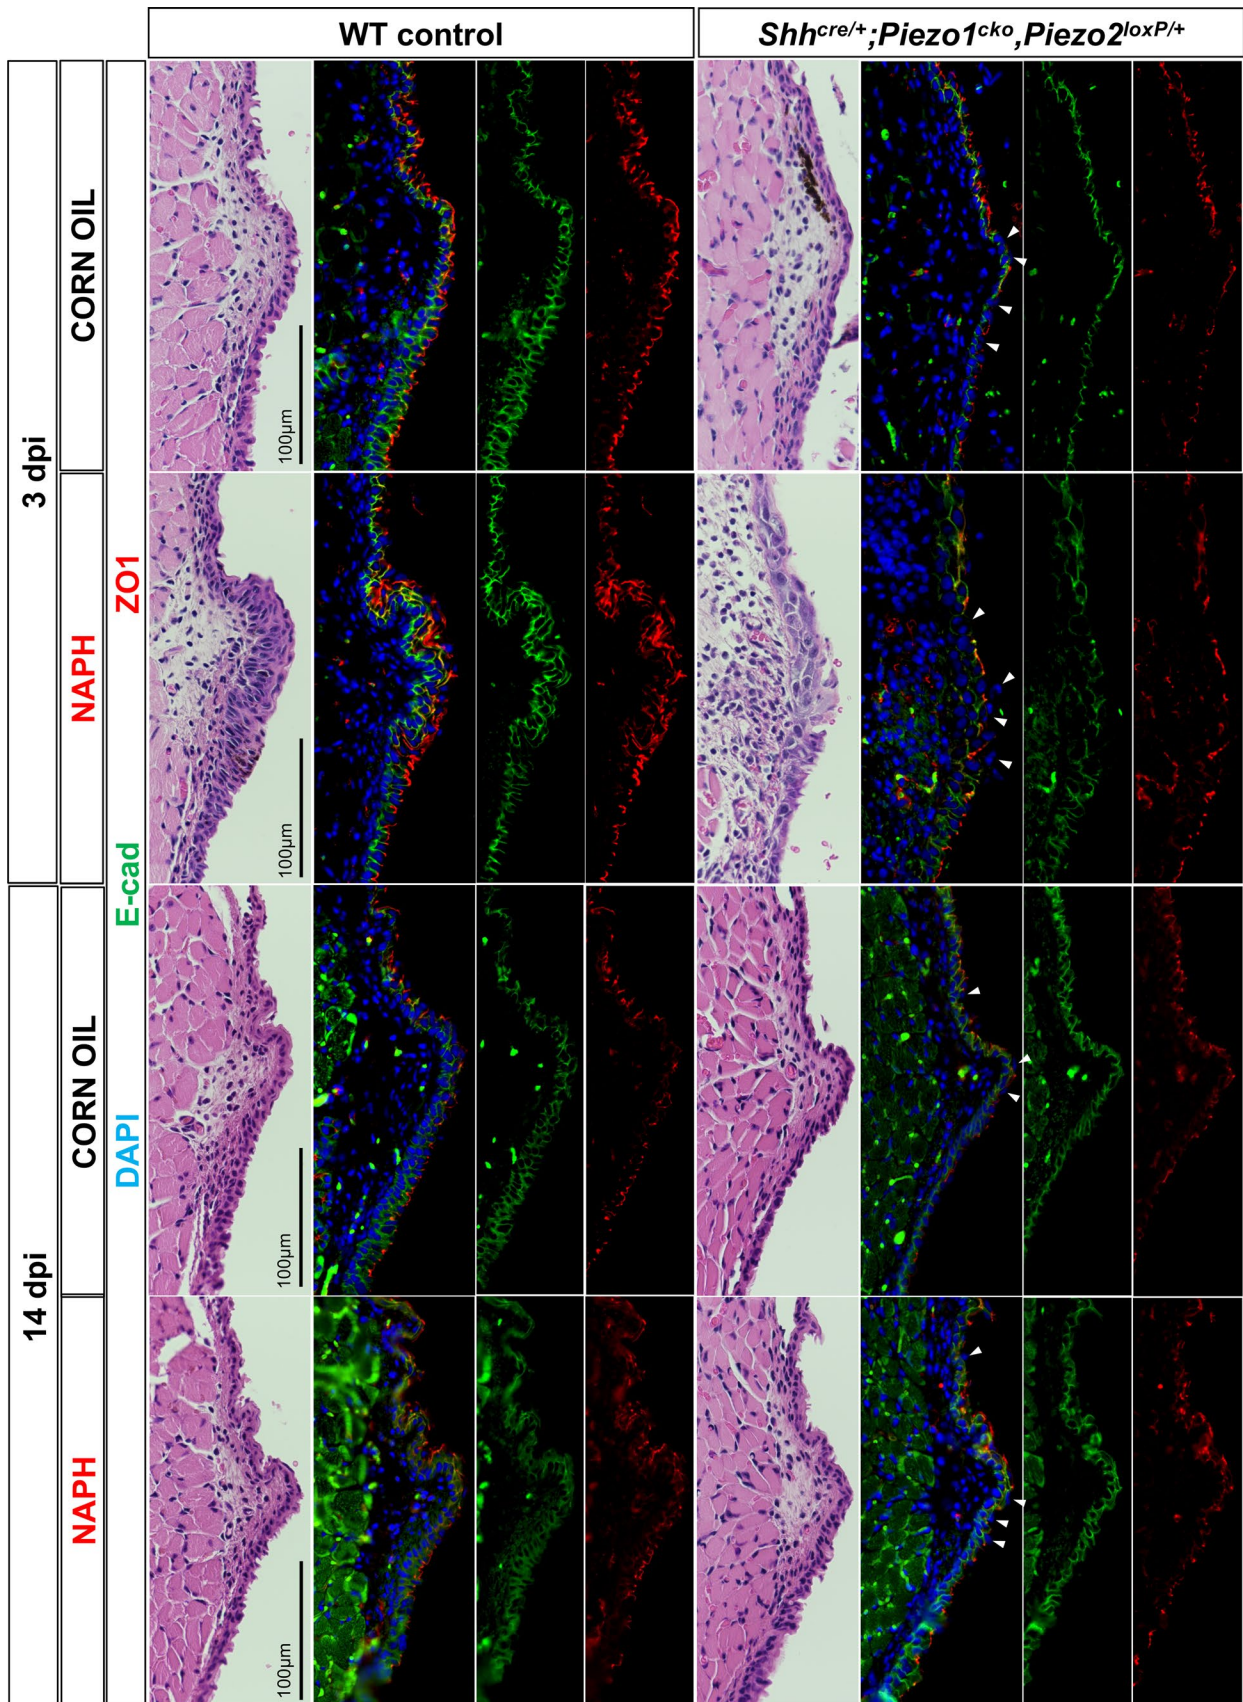 WT control
Shhcre/+;Piezo1cko,Piezo2loxP/+
3 dpi
CORN OIL
100µm
NAPH
100µm
14 dpi
CORN OIL
100µm
NAPH
100µm
DAPI E-cad ZO1